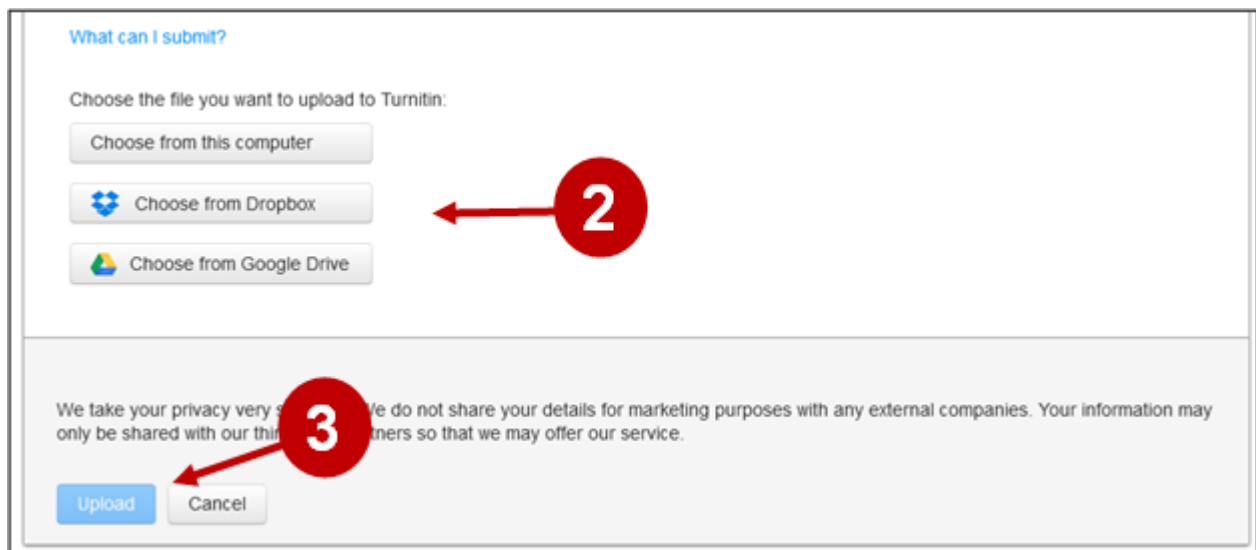 What can I submit?
Choose the file you want to upload to Turnitin:
Choose from this computer
Choose from Dropbox
2
Choose from Google Drive
We take your privacy very s 3 e do not share your details for marketing purposes with any external companies. Your information may
only be shared with our thi tners so that we may offer our service.
Upload Cancel